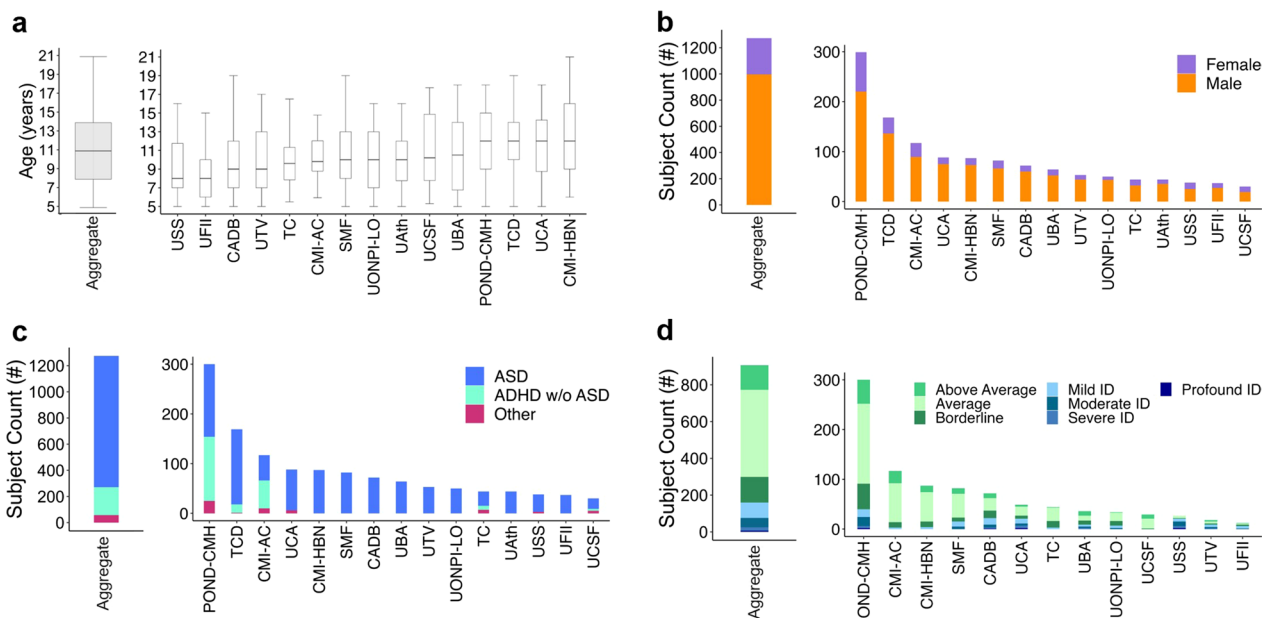 a
Age (years)
21
19
17
15
13
11
9
7
5
Aggregate
21
19
17
15
13
11
9
7
5
USS
UFII
CADB
UTV
TC
CMI-AC
SMF
UONPI-LO
UAth
UCSF
UBA
POND-CMH
TCD
UCA
CMI-HBN
b
Subject Count (#)
1200
1000
800
600
400
200
0
Aggregate
300
200
100
0
Female
Male
POND-CMH
TCD
CMI-AC
UCA
CMI-HBN
SMF
CADB
UBA
UTV
UONPI-LO
TC
UAth
USS
UFII
UCSF
c
Subject Count (#)
1200
1000
800
600
400
200
0
Aggregate
300
200
100
0
ASD
ADHD w/o ASD
Other
POND-CMH
TCD
CMI-AC
UCA
CMI-HBN
SMF
CADB
UBA
UTV
UONPI-LO
TC
UAth
USS
UFII
UCSF
d
Subject Count (#)
800
600
400
200
0
Aggregate
300
200
100
0
Above Average
Average
Borderline
Mild ID
Moderate ID
Severe ID
Profound ID
OND-CMH
CMI-AC
CMI-HBN
SMF
CADB
UCA
TC
UBA
UONPI-LO
UCSF
USS
UTV
UFII